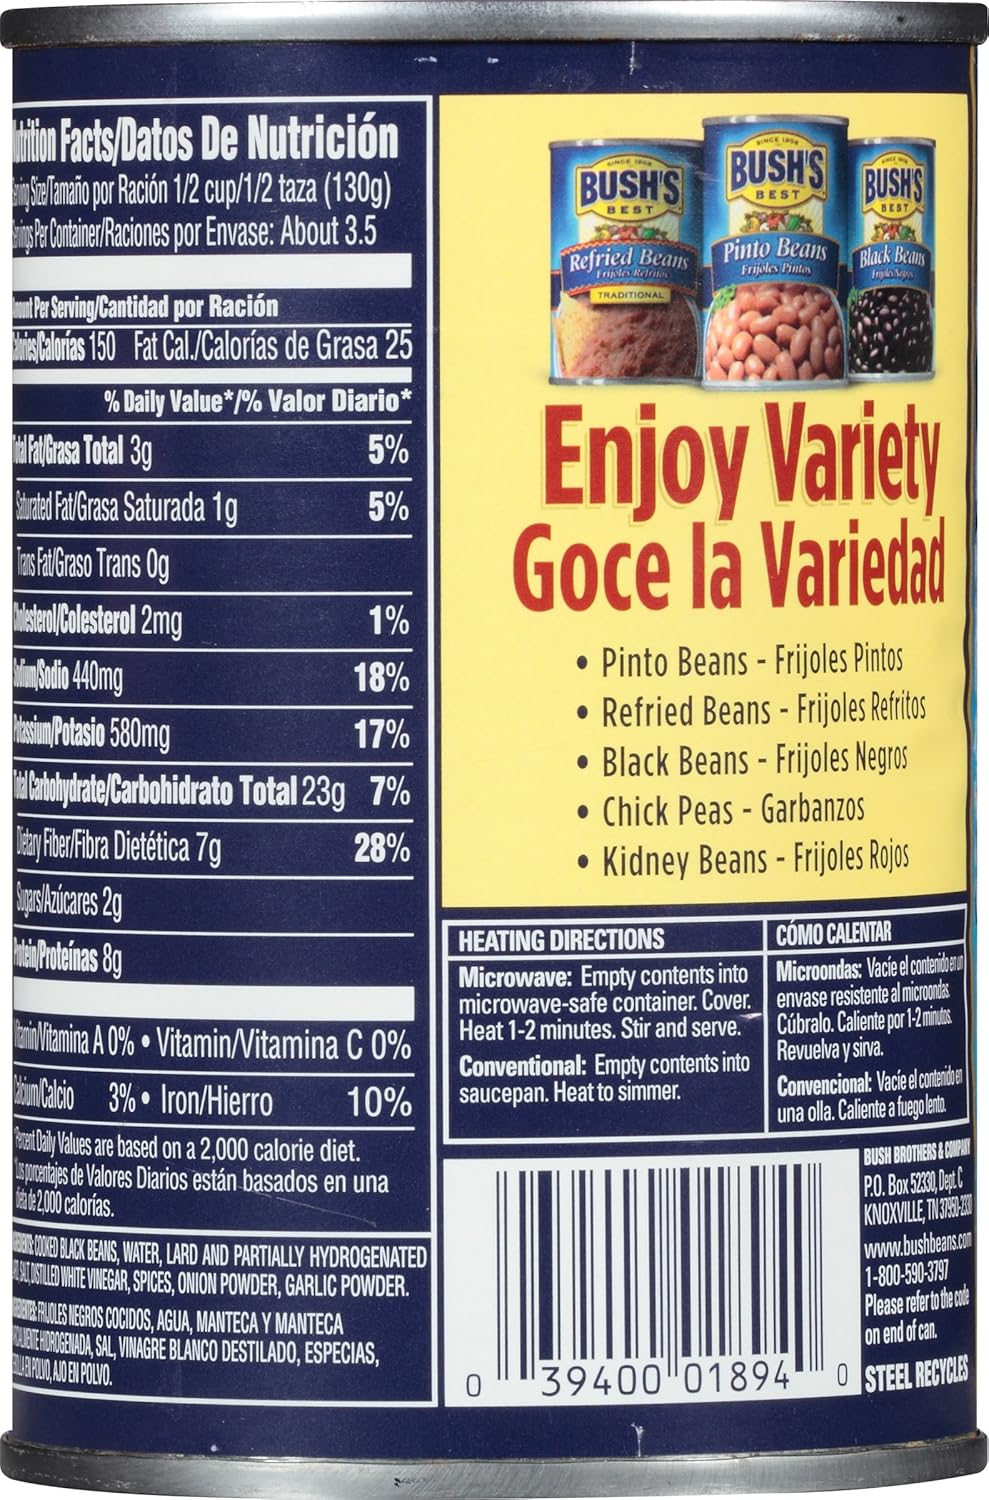 Nutrition Facts/Datos De Nutrición
Serving Size/Tamaño por Ración 1/2 cup/1/2 taza (130g)
Servings Per Container/Raciones por Envase: About 3.5
Amount Per Serving/Cantidad por Ración
Calories/Calorías 150 Fat Cal./Calorías de Grasa 25
% Daily Value*/% Valor Diario*
Total Fat/Grasa Total 3g 5%
Saturated Fat/Grasa Saturada 1g 5%
Trans Fat/Graso Trans 0g
Cholesterol/Colesterol 2mg 1%
Sodium/Sodio 440mg 18%
Potassium/Potasio 580mg 17%
Total Carbohydrate/Carbohidrato Total 23g 7%
Dietary Fiber/Fibra Dietética 7g 28%
Sugars/Azúcares 2g
Protein/Proteínas 8g
Vitamin/Vitamina A 0% • Vitamin/Vitamina C 0%
Calcium/Calcio 3% • Iron/Hierro 10%
*Percent Daily Values are based on a 2,000 calorie diet.
*Los porcentajes de Valores Diarios están basados en una
dieta de 2,000 calorías.
INGREDIENTS: COOKED BLACK BEANS, WATER, LARD AND PARTIALLY HYDROGENATED
SALT, DISTILLED WHITE VINEGAR, SPICES, ONION POWDER, GARLIC POWDER.
INGREDIENTES: FRIJOLES NEGROS COCIDOS, AGUA, MANTECA Y MANTECA
PARCIALMENTE HIDROGENADA, SAL, VINAGRE BLANCO DESTILADO, ESPECIAS,
CEBOLLA EN POLVO, AJO EN POLVO.
SINCE 1908
BUSH'S
BEST
Refried Beans
Frijoles Refritos
TRADITIONAL
SINCE 1908
BUSH'S
BEST
Pinto Beans
Frijoles Pintos
SINCE 1908
BUSH'S
BEST
Black Beans
Frijoles Negros
Enjoy Variety
Goce la Variedad
• Pinto Beans - Frijoles Pintos
• Refried Beans - Frijoles Refritos
• Black Beans - Frijoles Negros
• Chick Peas - Garbanzos
• Kidney Beans - Frijoles Rojos
HEATING DIRECTIONS
Microwave: Empty contents into
microwave-safe container. Cover.
Heat 1-2 minutes. Stir and serve.
Conventional: Empty contents into
saucepan. Heat to simmer.
CÓMO CALENTAR
Microondas: Vacíe el contenido en un
envase resistente al microondas.
Cúbralo. Caliente por 1-2 minutos.
Revuelva y sirva.
Convencional: Vacíe el contenido en
una olla. Caliente a fuego lento.
0 39400 01894 0
BUSH BROTHERS & COMPANY
P.O. Box 52330, Dept. C
KNOXVILLE, TN 37950-2330
www.bushbeans.com
1-800-590-3797
Please refer to the code
on end of can.
STEEL RECYCLES